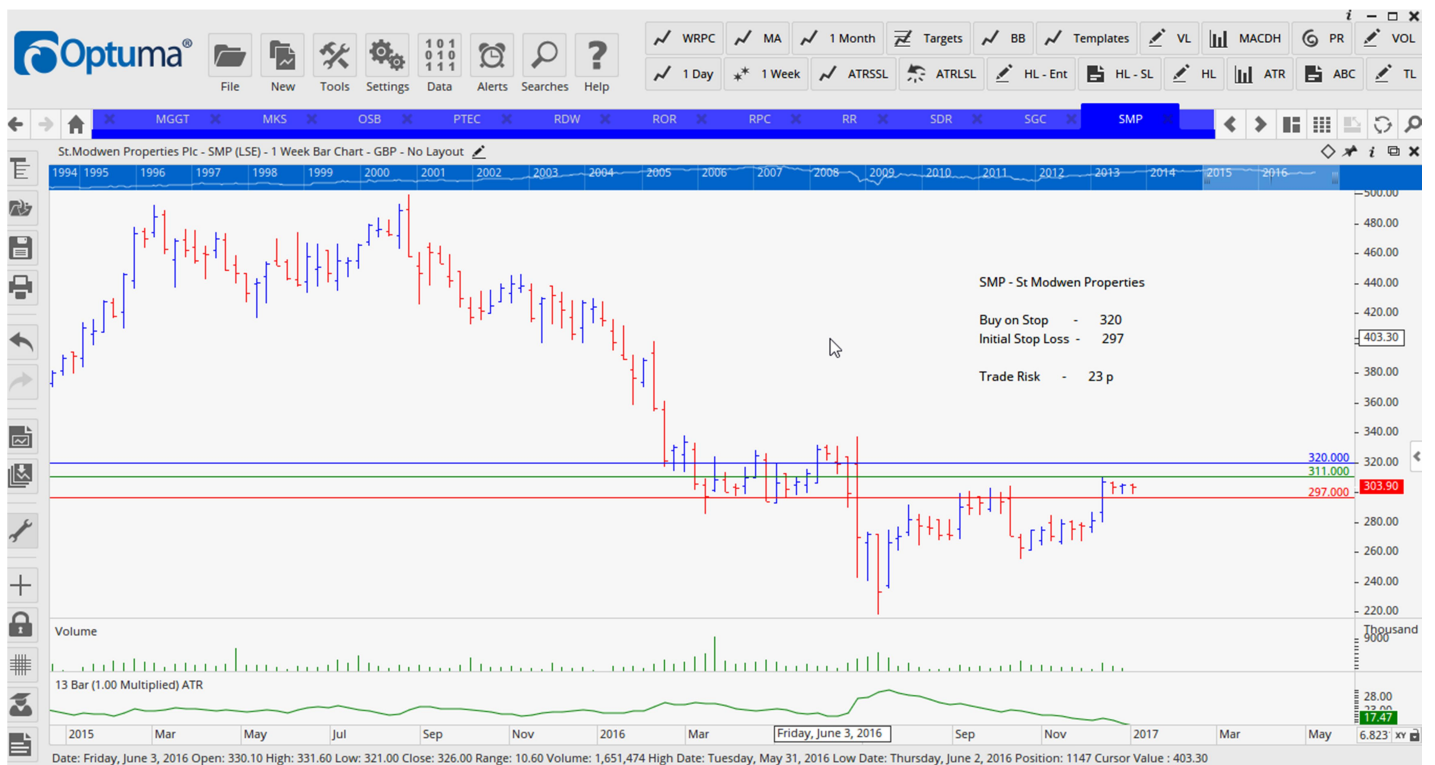 i
Optuma®
File New Tools Settings Data Alerts Searches Help
101
010
111
WRPC MA 1 Month Targets BB Templates VL MACDH PR VOL
1 Day 1 Week ATRSSL ATRLSL HL - Ent HL - SL HL ATR ABC TL
MGGT MKS OSB PTEC RDW ROR RPC RR SDR SGC SMP
St.Modwen Properties Plc - SMP (LSE) - 1 Week Bar Chart - GBP - No Layout
1994 1995 1996 1997 1998 1999 2000 2001 2002 2003 2004 2005 2006 2007 2008 2009 2010 2011 2012 2013 2014 2015 2016
500.00
480.00
460.00
SMP - St Modwen Properties
440.00
Buy on Stop - 320
420.00
Initial Stop Loss - 297
403.30
Trade Risk - 23 p
380.00
360.00
340.00
320.000
320.00
311.000
303.90
297.000
280.00
260.00
240.00
220.00
Volume
Thousand
9000
13 Bar (1.00 Multiplied) ATR
28.00
17.47
2015 Mar May Jul Sep Nov 2016 Mar Friday, June 3, 2016 Sep Nov 2017 Mar May 6.823 XY
Date: Friday, June 3, 2016 Open: 330.10 High: 331.60 Low: 321.00 Close: 326.00 Range: 10.60 Volume: 1,651,474 High Date: Tuesday, May 31, 2016 Low Date: Thursday, June 2, 2016 Position: 1147 Cursor Value : 403.30